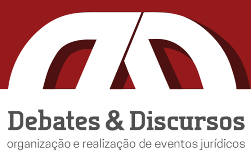 Debates & Discursos
organização e realização de eventos jurídicos